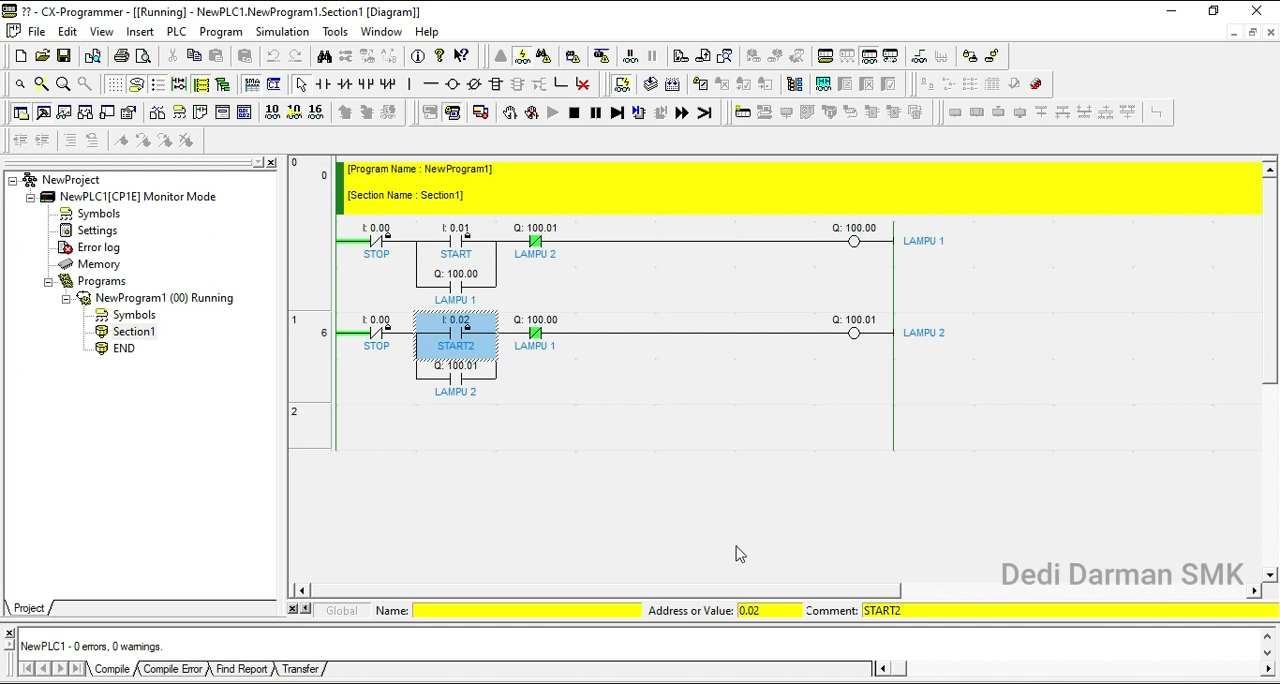 ?? - CX-Programmer - [[Running] - NewPLC1.NewProgram1.Section1 [Diagram]]
File Edit View Insert PLC Program Simulation Tools Window Help
10 10 16
NewProject
NewPLC1[CP1E] Monitor Mode
Symbols
Settings
Error log
Memory
Programs
NewProgram1 (00) Running
Symbols
Section1
END
Project
0
0
[Program Name : NewProgram1]
[Section Name : Section1]
I: 0.00 I: 0.01 Q: 100.01 Q: 100.00
LAMPU 1
STOP START LAMPU 2
Q: 100.00
LAMPU 1
1
6
I: 0.00 I: 0.02 Q: 100.00 Q: 100.01
LAMPU 2
STOP START2 LAMPU 1
Q: 100.01
LAMPU 2
2
Dedi Darman SMK
Global Name: Address or Value: 0.02 Comment: START2
NewPLC1 - 0 errors, 0 warnings.
Compile Compile Error Find Report Transfer